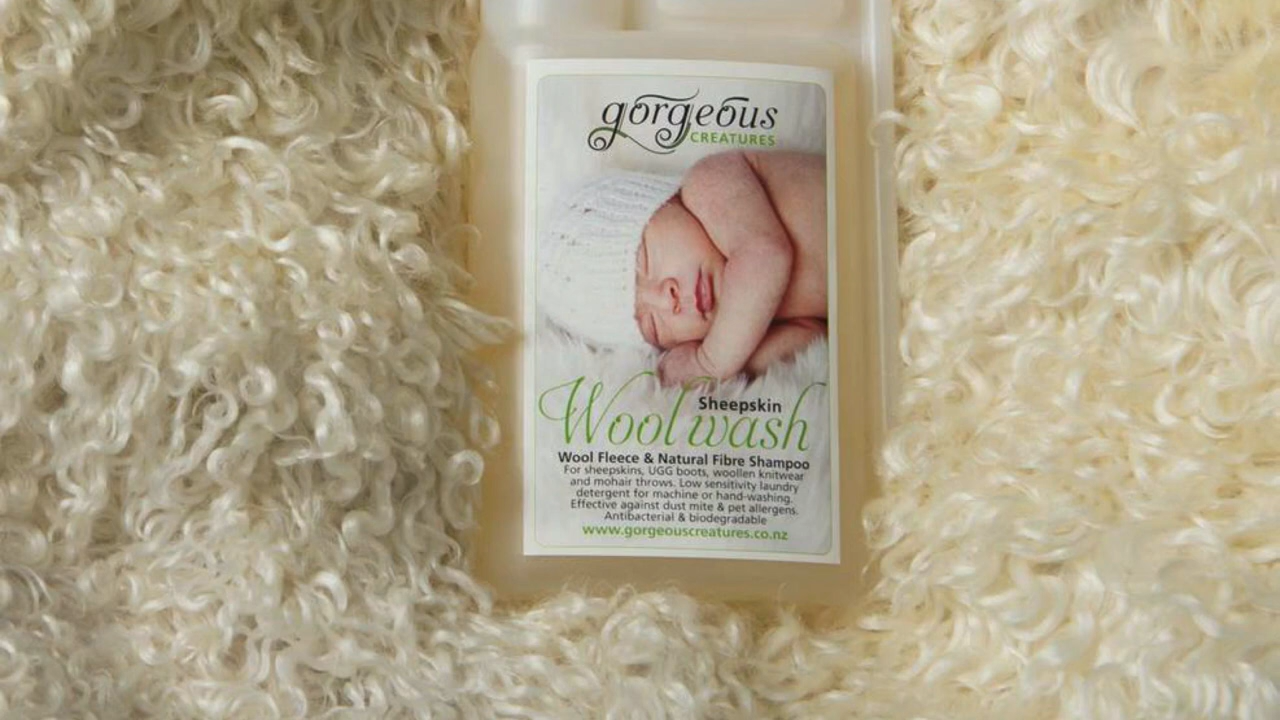 gorgeous
CREATURES
Sheepskin
Wool wash
Wool Fleece & Natural Fibre Shampoo
For sheepskins, UGG boots, woollen knitwear
and mohair throws. Low sensitivity laundry
detergent for machine or hand-washing.
Effective against dust mite & pet allergens.
Antibacterial & biodegradable
www.gorgeouscreatures.co.nz